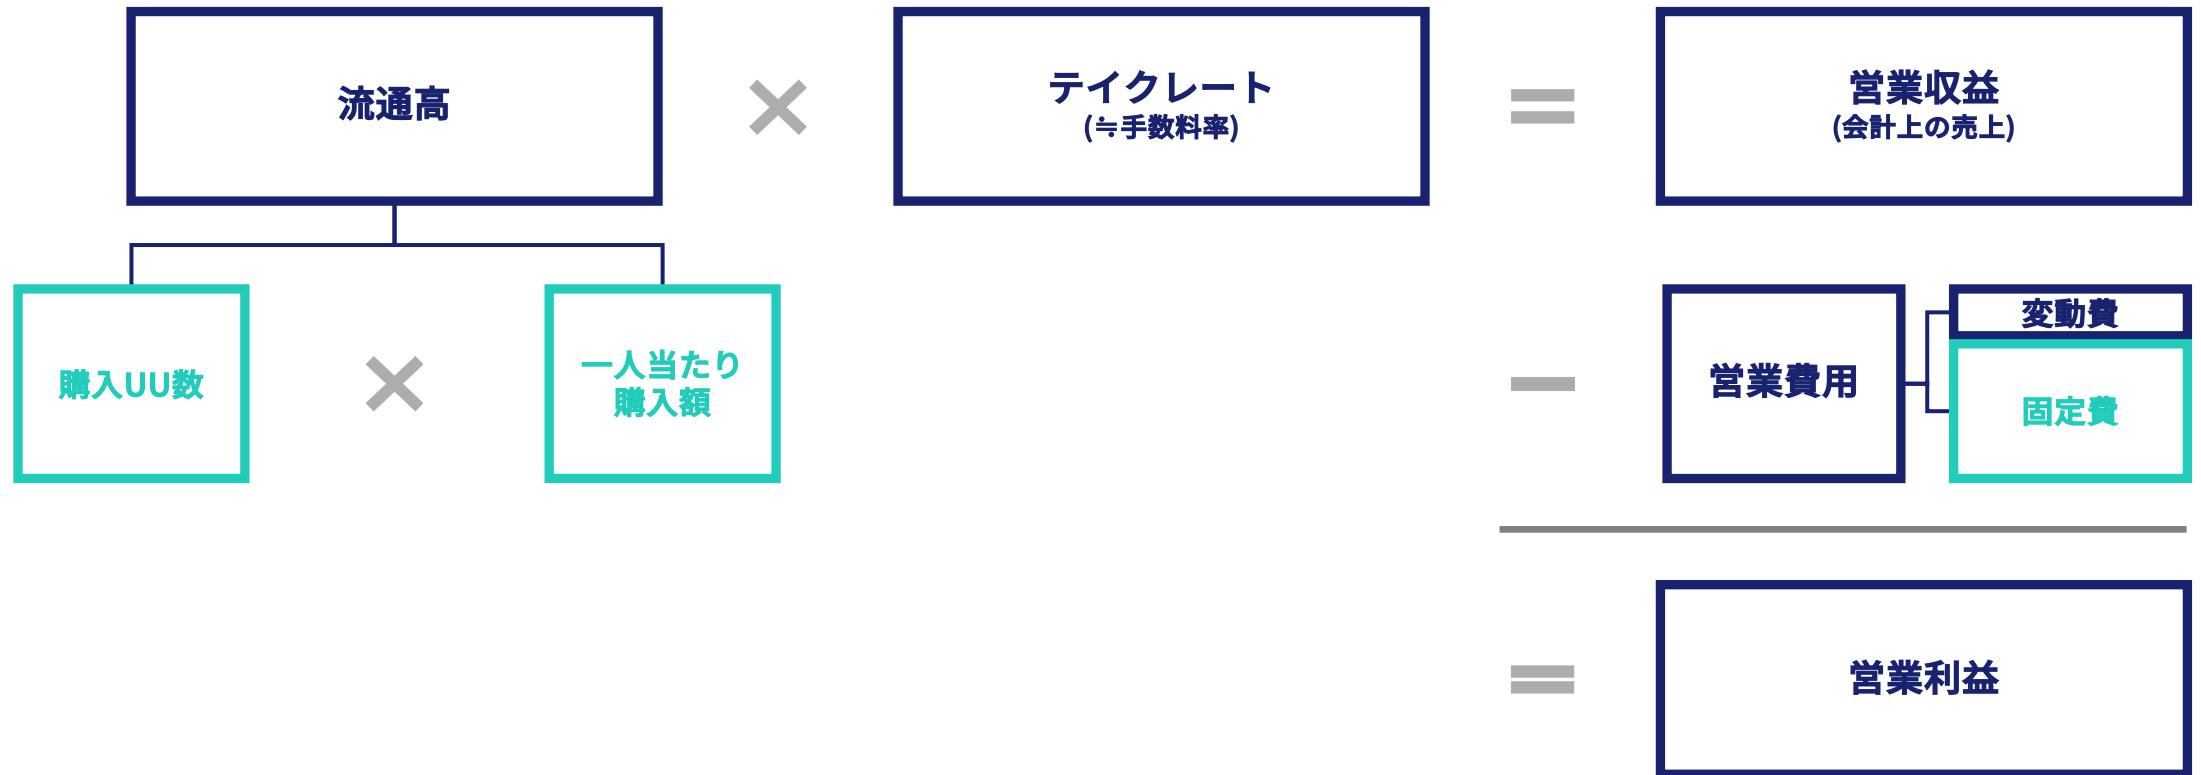 流通高
×
テイクレート
(≒手数料率)
=
営業収益
(会計上の売上)
購入UU数
×
一人当たり
購入額
−
営業費用
変動費
固定費
=
営業利益